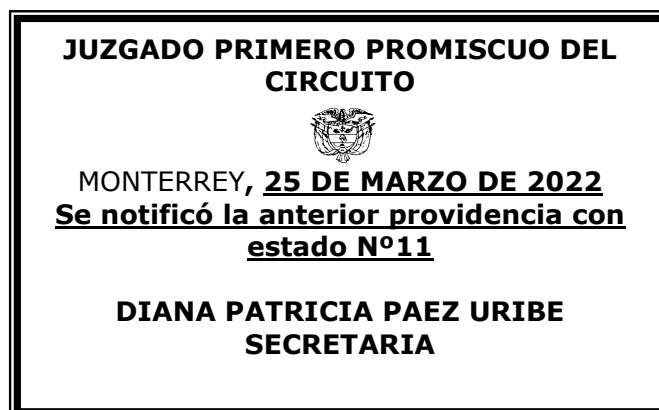 JUZGADO PRIMERO PROMISCUO DEL
CIRCUITO
MONTERREY, 25 DE MARZO DE 2022
Se notificó la anterior providencia con
estado Nº11
DIANA PATRICIA PAEZ URIBE
SECRETARIA